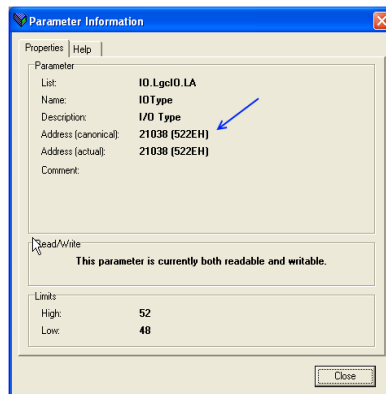 Parameter Information
Properties Help
Parameter
List: IO.LgcIO.LA
Name: IOType
Description: I/O Type
Address (canonical): 21038 (522EH)
Address (actual): 21038 (522EH)
Comment:
Read/Write
This parameter is currently both readable and writable.
Limits
High: 52
Low: 48
Close